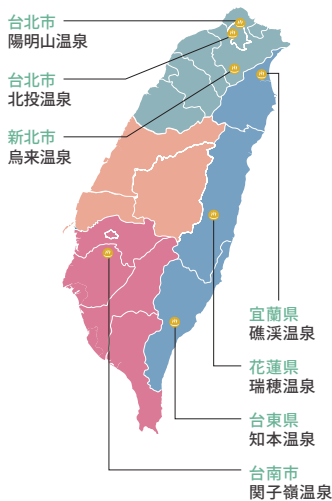 台北市
陽明山温泉
台北市
北投温泉
新北市
烏来温泉
宜蘭県
礁渓温泉
花蓮県
瑞穂温泉
台東県
知本温泉
台南市
関子嶺温泉